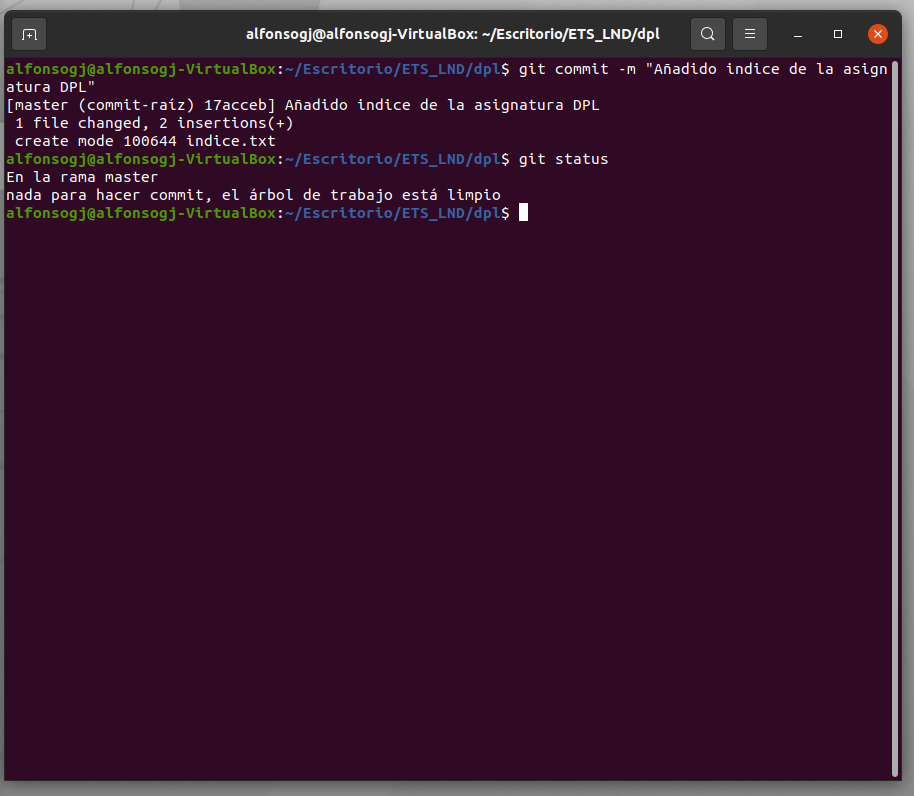 alfonsogj@alfonsogj-VirtualBox: ~/Escritorio/ETS_LND/dpl
alfonsogj@alfonsogj-VirtualBox:~/Escritorio/ETS_LND/dpl$ git commit -m "Añadido indice de la asign
atura DPL"
[master (commit-raíz) 17acceb] Añadido indice de la asignatura DPL
 1 file changed, 2 insertions(+)
 create mode 100644 indice.txt
alfonsogj@alfonsogj-VirtualBox:~/Escritorio/ETS_LND/dpl$ git status
En la rama master
nada para hacer commit, el árbol de trabajo está limpio
alfonsogj@alfonsogj-VirtualBox:~/Escritorio/ETS_LND/dpl$